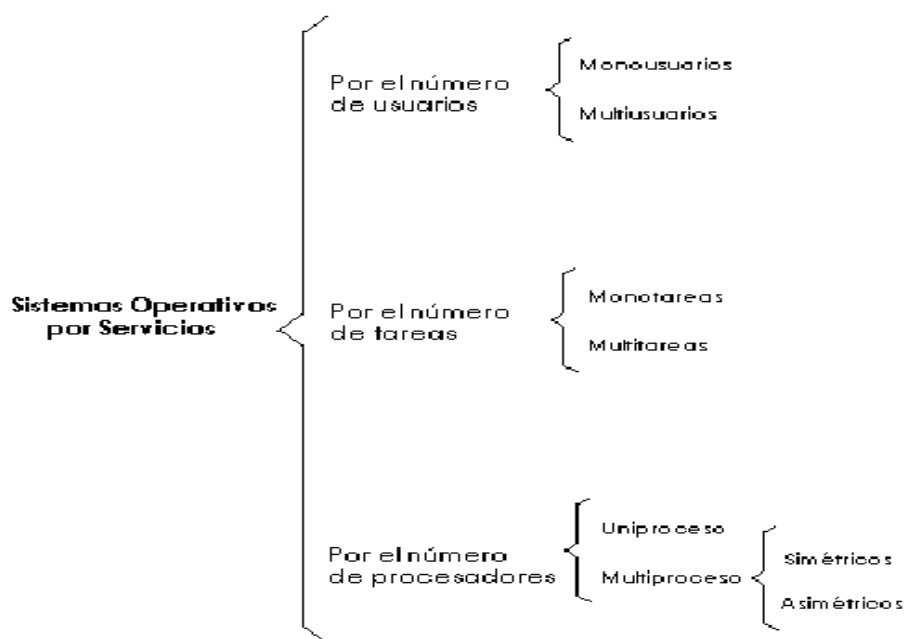 Sistemas Operativos
por Servicios
Por el número
de usuarios
Monousuarios
Multiusuarios
Por el número
de tareas
Monotareas
Multitareas
Por el número
de procesadores
Uniproceso
Multiproceso
Simétricos
Asimétricos